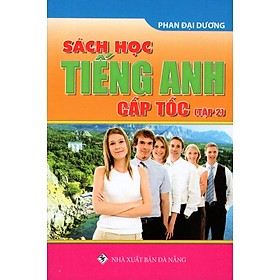 PHAN ĐẠI DƯƠNG
SÁCH HỌC
TIẾNG ANH
CẤP TỐC (TẬP 2)
NHÀ XUẤT BẢN ĐÀ NẴNG